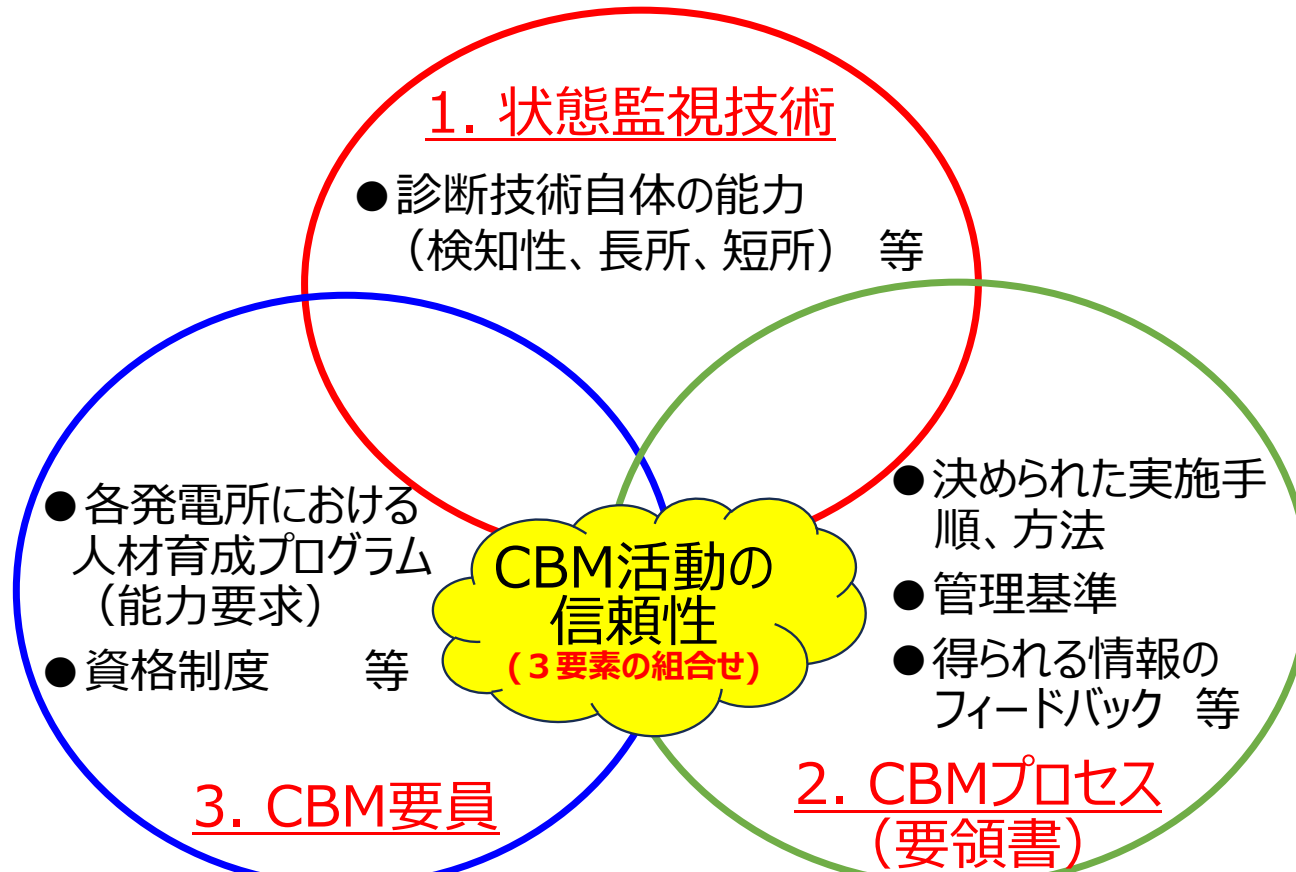 1. 状態監視技術
●診断技術自体の能力
（検知性、長所、短所）　等
●各発電所における
人材育成プログラム
（能力要求）
●資格制度　　等
3. CBM要員
CBM活動の
信頼性
(３要素の組合せ)
●決められた実施手
順、方法
●管理基準
●得られる情報の
フィードバック　等
2. CBMプロセス
（要領書）